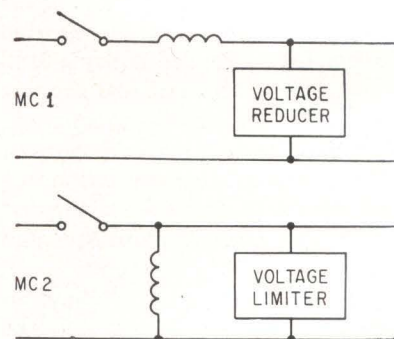 MC 1
VOLTAGE
REDUCER
MC 2
VOLTAGE
LIMITER